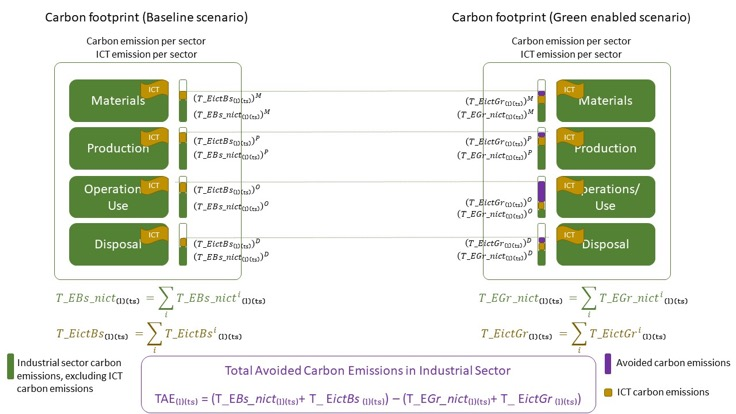 Carbon footprint (Baseline scenario)
Carbon emission per sector
ICT emission per sector
Materials
ICT
(T_EictBs(l)(ts))^M
(T_EBs_nict(l)(ts))^M
Production
ICT
(T_EictBs(l)(ts))^P
(T_EBs_nict(l)(ts))^P
Operations/
Use
ICT
(T_EictBs(l)(ts))^O
(T_EBs_nict(l)(ts))^O
Disposal
ICT
(T_EictBs(l)(ts))^D
(T_EBs_nict(l)(ts))^D
T_EBs_nict(l)(ts) = ∑i T_EBs_nict^i(l)(ts)
T_EictBs(l)(ts) = ∑i T_EictBs^i(l)(ts)
Carbon footprint (Green enabled scenario)
Carbon emission per sector
ICT emission per sector
(T_EictGr(l)(ts))^M
(T_EGr_nict(l)(ts))^M
ICT
Materials
(T_EictGr(l)(ts))^P
(T_EGr_nict(l)(ts))^P
ICT
Production
(T_EictGr(l)(ts))^O
(T_EGr_nict(l)(ts))^O
ICT
Operations/
Use
(T_EictGr(l)(ts))^D
(T_EGr_nict(l)(ts))^D
ICT
Disposal
T_EGr_nict(l)(ts) = ∑i T_EGr_nict^i(l)(ts)
T_EictGr(l)(ts) = ∑i T_EictGr^i(l)(ts)
Industrial sector carbon
emissions, excluding ICT
carbon emissions
Total Avoided Carbon Emissions in Industrial Sector
TAE(l)(ts) = (T_EBs_nict(l)(ts)+ T_ EictBs (l)(ts)) – (T_EGr_nict(l)(ts)+ T_ EictGr (l)(ts))
Avoided carbon emissions
ICT carbon emissions